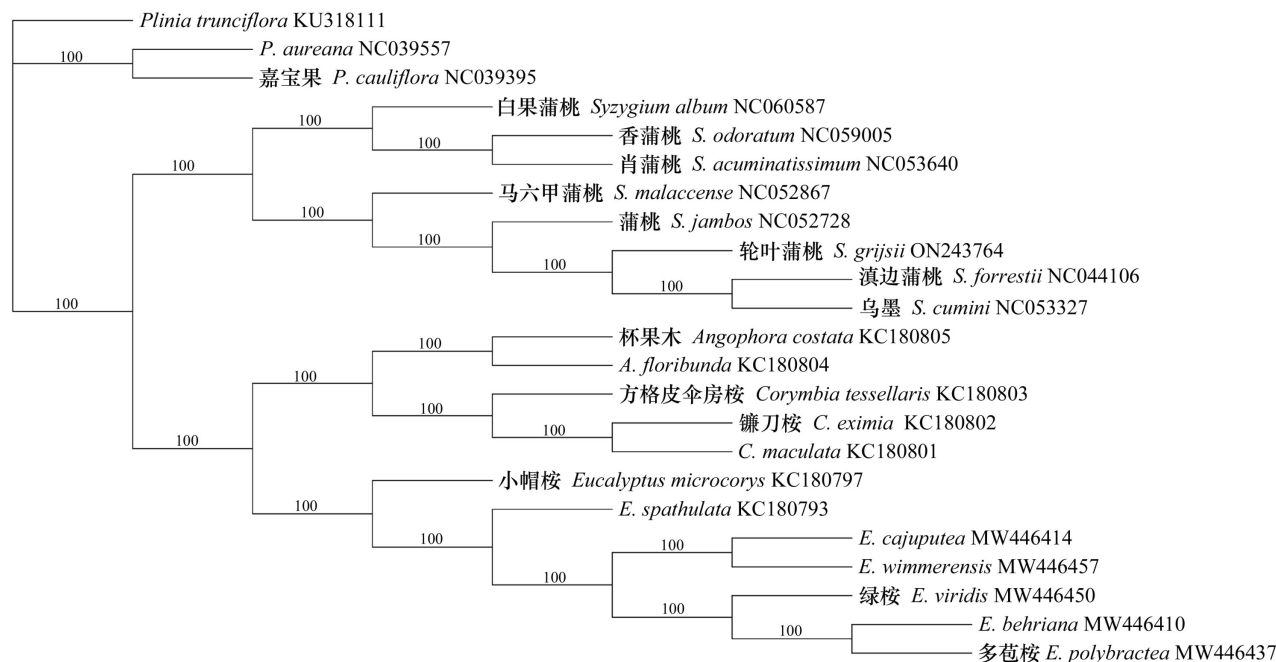 Plinia trunciflora KU318111
P. aureana NC039557
100
嘉宝果 P. cauliflora NC039395
白果蒲桃 Syzygium album NC060587
100
香蒲桃 S. odoratum NC059005
100
肖蒲桃 S. acuminatissimum NC053640
100
马六甲蒲桃 S. malaccense NC052867
100
蒲桃 S. jambos NC052728
100
轮叶蒲桃 S. grijsii ON243764
100
滇边蒲桃 S. forrestii NC044106
100
乌墨 S. cumini NC053327
100
杯果木 Angophora costata KC180805
100
A. floribunda KC180804
100
方格皮伞房桉 Corymbia tessellaris KC180803
100
镰刀桉 C. eximia KC180802
100
C. maculata KC180801
100
小帽桉 Eucalyptus microcorys KC180797
100
E. spathulata KC180793
100
E. cajuputea MW446414
100
E. wimmerensis MW446457
100
绿桉 E. viridis MW446450
100
E. behriana MW446410
100
多苞桉 E. polybractea MW446437